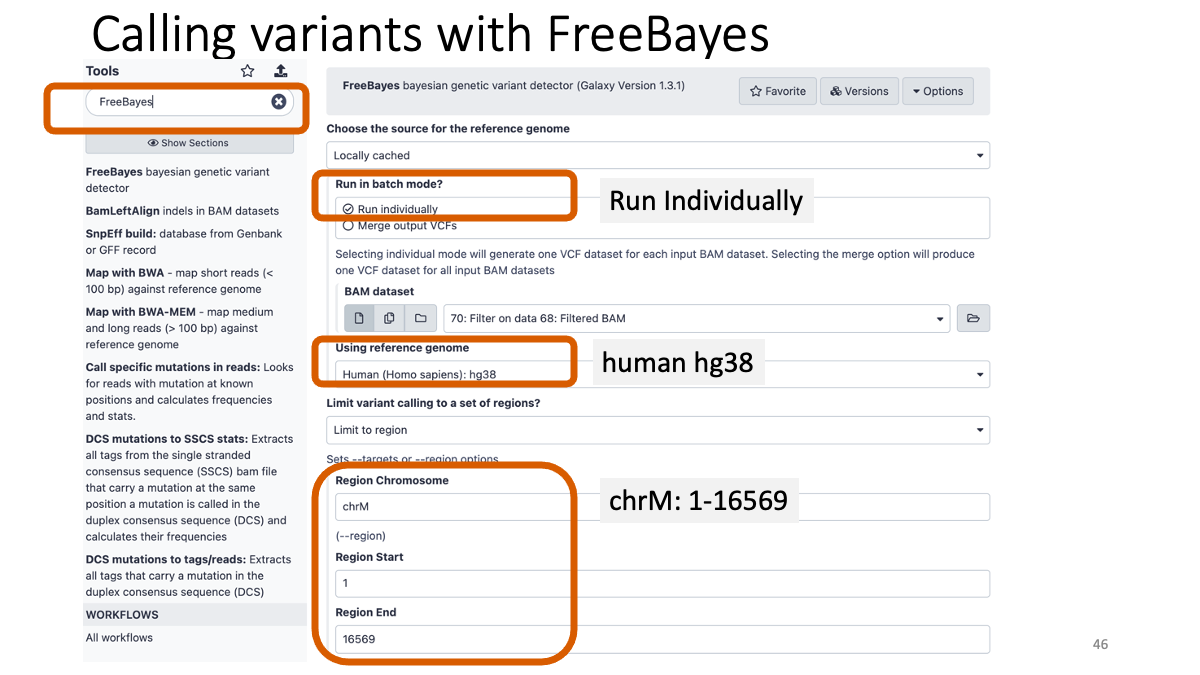 Calling variants with FreeBayes
Tools
FreeBayes
Show Sections
FreeBayes bayesian genetic variant
detector
BamLeftAlign indels in BAM datasets
SnpEff build: database from Genbank
or GFF record
Map with BWA - map short reads (<
100 bp) against reference genome
Map with BWA-MEM - map medium
and long reads (> 100 bp) against
reference genome
Call specific mutations in reads: Looks
for reads with mutation at known
positions and calculates frequencies
and stats.
DCS mutations to SSCS stats: Extracts
all tags from the single stranded
consensus sequence (SSCS) bam file
that carry a mutation at the same
position a mutation is called in the
duplex consensus sequence (DCS) and
calculates their frequencies
DCS mutations to tags/reads: Extracts
all tags that carry a mutation in the
duplex consensus sequence (DCS)
WORKFLOWS
All workflows
FreeBayes bayesian genetic variant detector (Galaxy Version 1.3.1)
Favorite
Versions
Options
Choose the source for the reference genome
Locally cached
Run in batch mode?
Run individually
Merge output VCFs
Run Individually
Selecting individual mode will generate one VCF dataset for each input BAM dataset. Selecting the merge option will produce
one VCF dataset for all input BAM datasets
BAM dataset
70: Filter on data 68: Filtered BAM
Using reference genome
Human (Homo sapiens): hg38
human hg38
Limit variant calling to a set of regions?
Limit to region
Sets --targets or --region options
Region Chromosome
chrM
chrM: 1-16569
(--region)
Region Start
1
Region End
16569
46